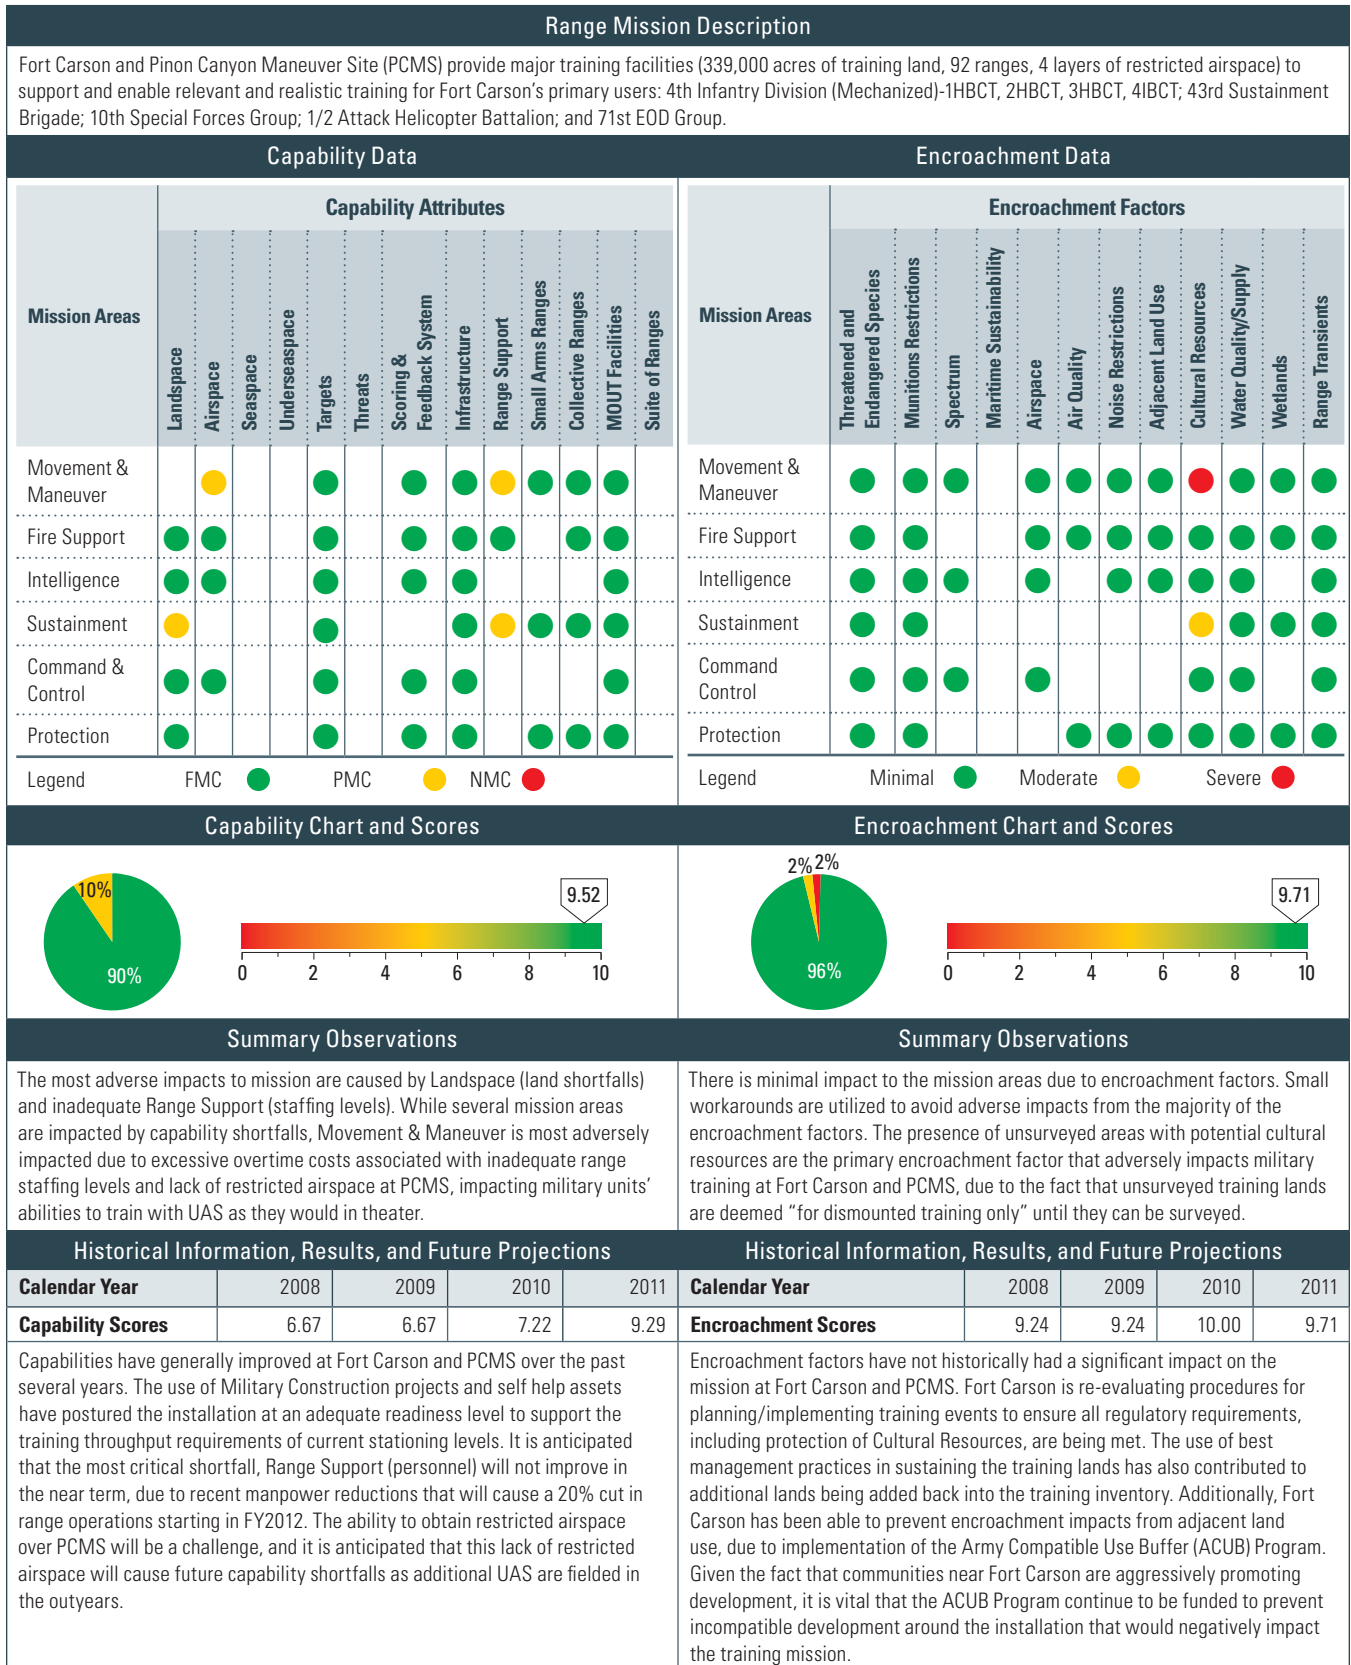 Range Mission Description
Fort Carson and Pinon Canyon Maneuver Site (PCMS) provide major training facilities (339,000 acres of training land, 92 ranges, 4 layers of restricted airspace) to
support and enable relevant and realistic training for Fort Carson's primary users: 4th Infantry Division (Mechanized)-1HBCT, 2HBCT, 3HBCT, 4IBCT; 43rd Sustainment
Brigade; 10th Special Forces Group; 1/2 Attack Helicopter Battalion; and 71st EOD Group.
Capability Data
Mission Areas
Capability Attributes
Landspace
Airspace
Seaspace
Underseaspace
Targets
Threats
Scoring &
Feedback System
Infrastructure
Range Support
Small Arms Ranges
Collective Ranges
MOUT Facilities
Suite of Ranges
Movement &
Maneuver
Fire Support
Intelligence
Sustainment
Command &
Control
Protection
Legend FMC PMC NMC
Encroachment Data
Mission Areas
Encroachment Factors
Threatened and
Endangered Species
Munitions Restrictions
Spectrum
Maritime Sustainability
Airspace
Air Quality
Noise Restrictions
Adjacent Land Use
Cultural Resources
Water Quality/Supply
Wetlands
Range Transients
Movement &
Maneuver
Fire Support
Intelligence
Sustainment
Command
Control
Protection
Legend Minimal Moderate Severe
Capability Chart and Scores
10%
90%
9.52
0 2 4 6 8 10
Encroachment Chart and Scores
2% 2%
96%
9.71
0 2 4 6 8 10
Summary Observations
The most adverse impacts to mission are caused by Landspace (land shortfalls)
and inadequate Range Support (staffing levels). While several mission areas
are impacted by capability shortfalls, Movement & Maneuver is most adversely
impacted due to excessive overtime costs associated with inadequate range
staffing levels and lack of restricted airspace at PCMS, impacting military units'
abilities to train with UAS as they would in theater.
Summary Observations
There is minimal impact to the mission areas due to encroachment factors. Small
workarounds are utilized to avoid adverse impacts from the majority of the
encroachment factors. The presence of unsurveyed areas with potential cultural
resources are the primary encroachment factor that adversely impacts military
training at Fort Carson and PCMS, due to the fact that unsurveyed training lands
are deemed "for dismounted training only" until they can be surveyed.
Historical Information, Results, and Future Projections
Calendar Year 2008 2009 2010 2011
Capability Scores 6.67 6.67 7.22 9.29
Capabilities have generally improved at Fort Carson and PCMS over the past
several years. The use of Military Construction projects and self help assets
have postured the installation at an adequate readiness level to support the
training throughput requirements of current stationing levels. It is anticipated
that the most critical shortfall, Range Support (personnel) will not improve in
the near term, due to recent manpower reductions that will cause a 20% cut in
range operations starting in FY2012. The ability to obtain restricted airspace
over PCMS will be a challenge, and it is anticipated that this lack of restricted
airspace will cause future capability shortfalls as additional UAS are fielded in
the outyears.
Historical Information, Results, and Future Projections
Calendar Year 2008 2009 2010 2011
Encroachment Scores 9.24 9.24 10.00 9.71
Encroachment factors have not historically had a significant impact on the
mission at Fort Carson and PCMS. Fort Carson is re-evaluating procedures for
planning/implementing training events to ensure all regulatory requirements,
including protection of Cultural Resources, are being met. The use of best
management practices in sustaining the training lands has also contributed to
additional lands being added back into the training inventory. Additionally, Fort
Carson has been able to prevent encroachment impacts from adjacent land
use, due to implementation of the Army Compatible Use Buffer (ACUB) Program.
Given the fact that communities near Fort Carson are aggressively promoting
development, it is vital that the ACUB Program continue to be funded to prevent
incompatible development around the installation that would negatively impact
the training mission.